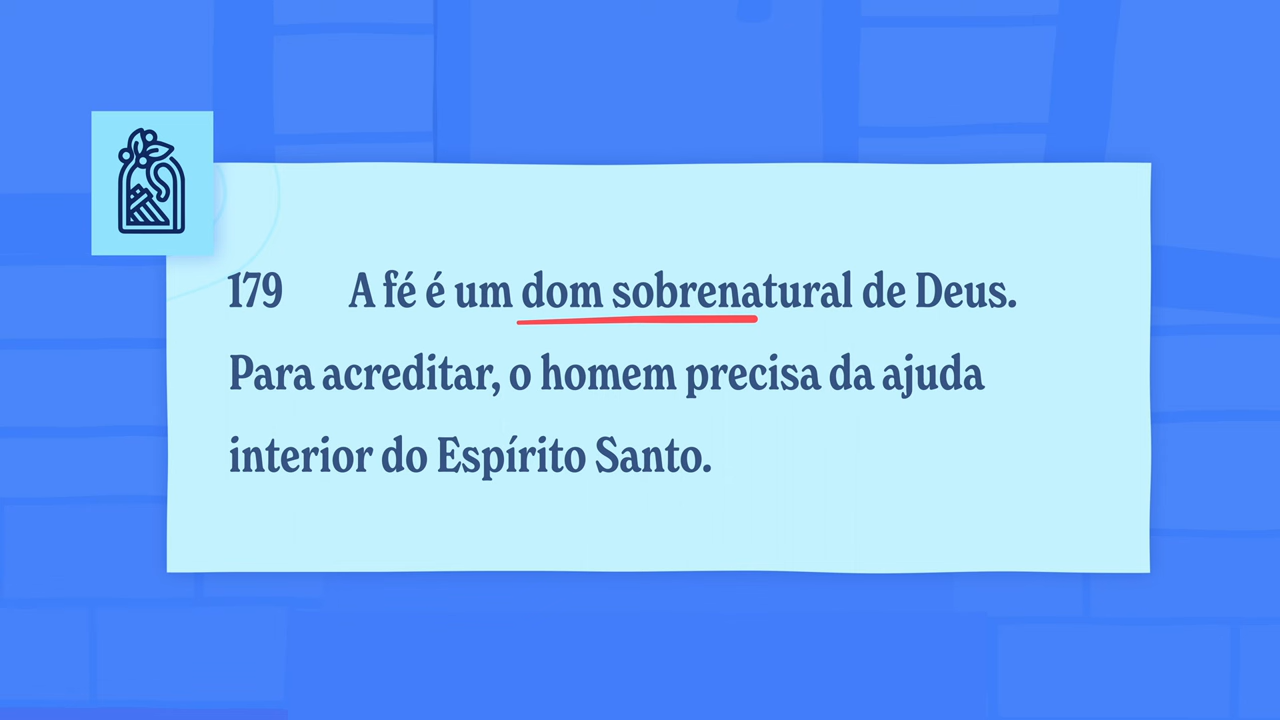 179 A fé é um dom sobrenatural de Deus.
Para acreditar, o homem precisa da ajuda
interior do Espírito Santo.